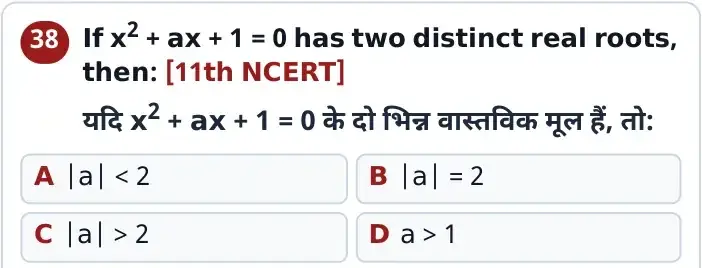 38 If x² + ax + 1 = 0 has two distinct real roots,
then: [11th NCERT]
यदि x² + ax + 1 = 0 के दो भिन्न वास्तविक मूल हैं, तो:
A |a| < 2
B |a| = 2
C |a| > 2
D a > 1